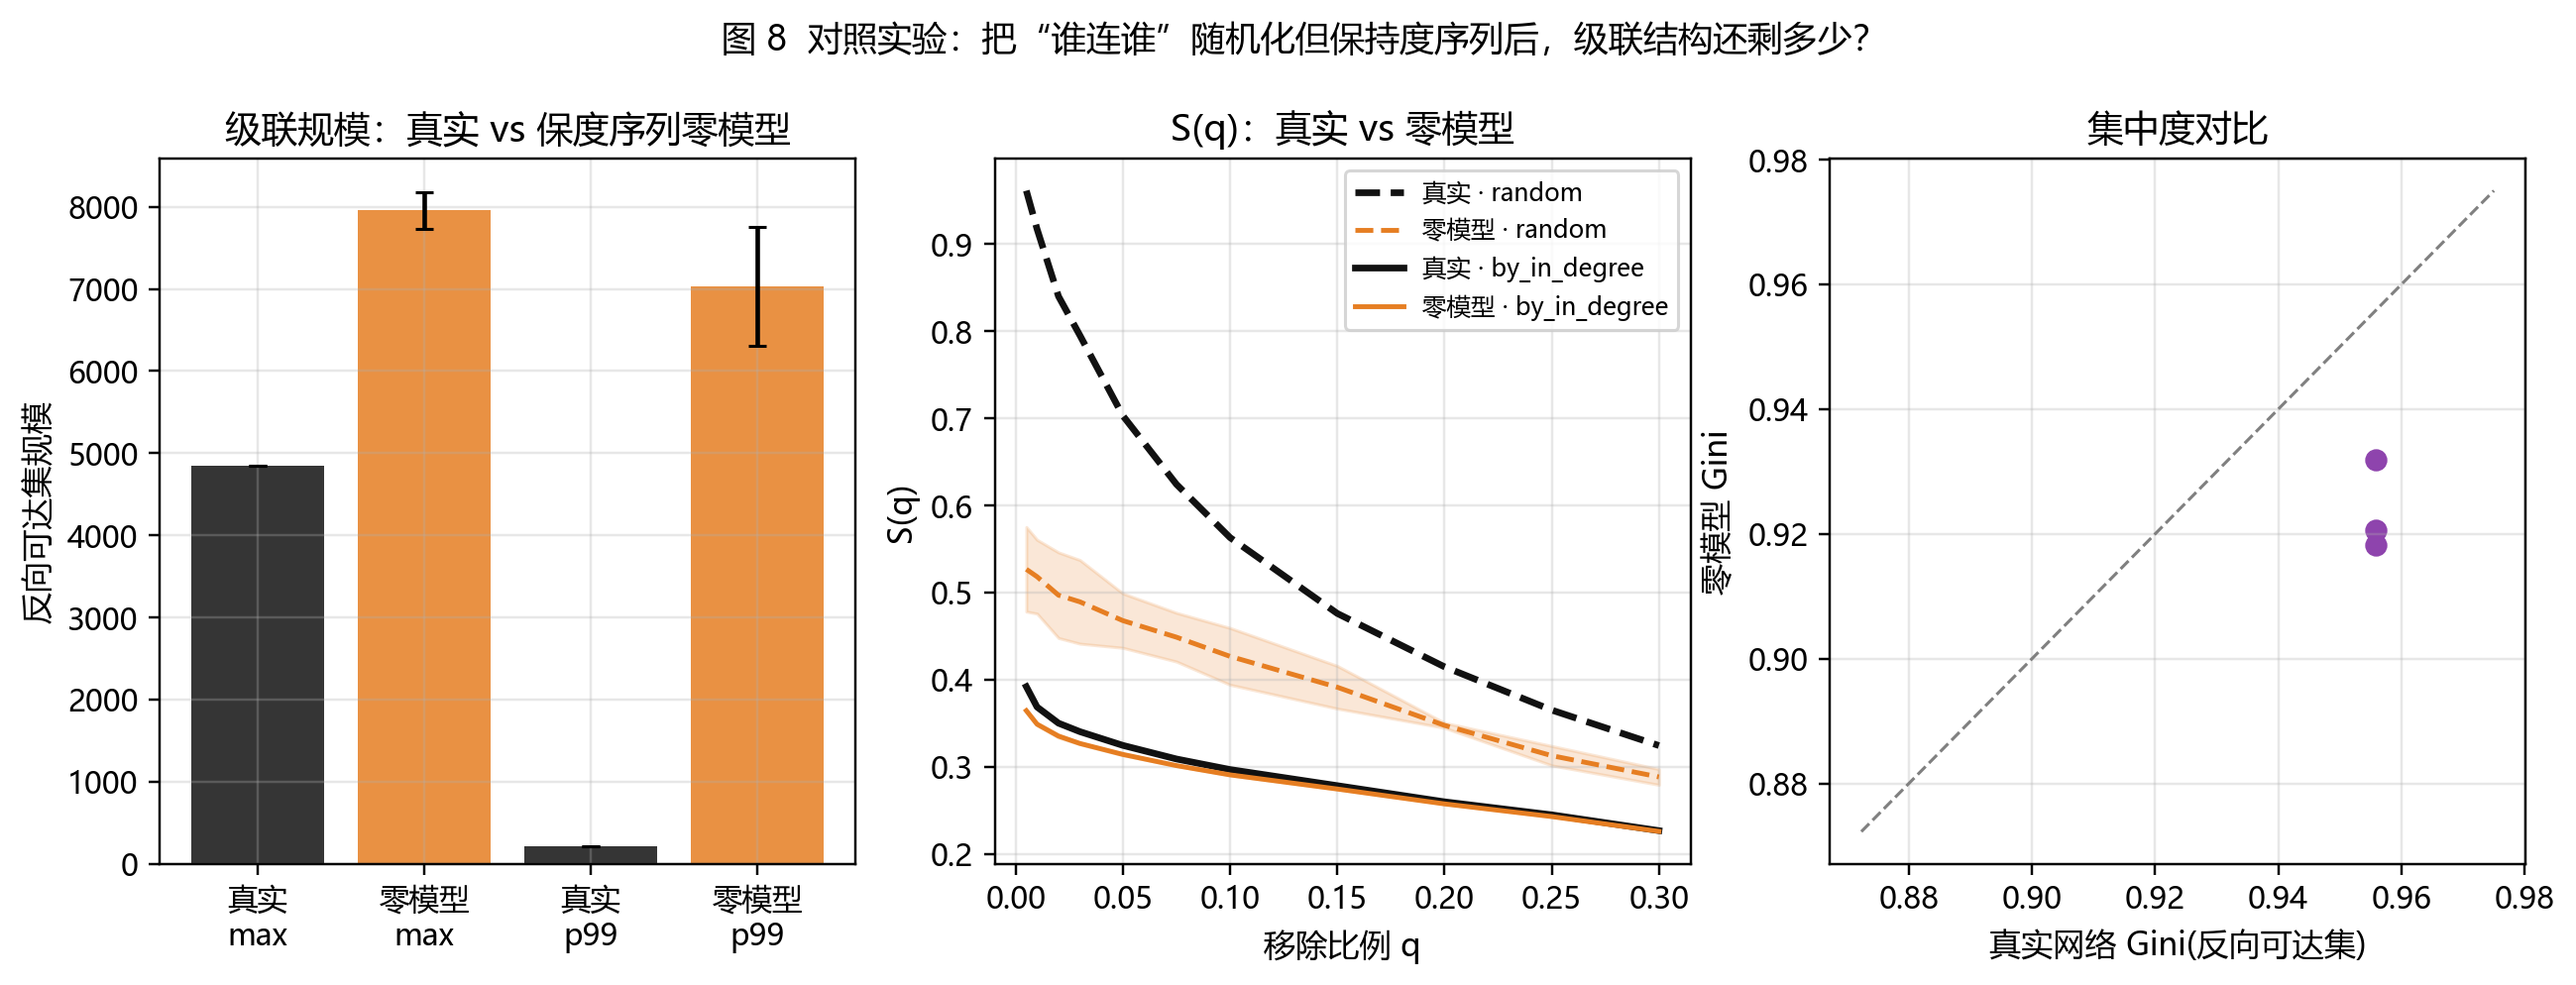 图 8  对照实验：把“谁连谁”随机化但保持度序列后，级联结构还剩多少？
级联规模：真实 vs 保度序列零模型
反向可达集规模
8000
7000
6000
5000
4000
3000
2000
1000
0
真实
max
零模型
max
真实
p99
零模型
p99
S(q)：真实 vs 零模型
S(q)
0.9
0.8
0.7
0.6
0.5
0.4
0.3
0.2
真实 · random
零模型 · random
真实 · by_in_degree
零模型 · by_in_degree
0.00
0.05
0.10
0.15
0.20
0.25
0.30
移除比例 q
集中度对比
零模型 Gini
0.98
0.96
0.94
0.92
0.90
0.88
0.88
0.90
0.92
0.94
0.96
0.98
真实网络 Gini(反向可达集)